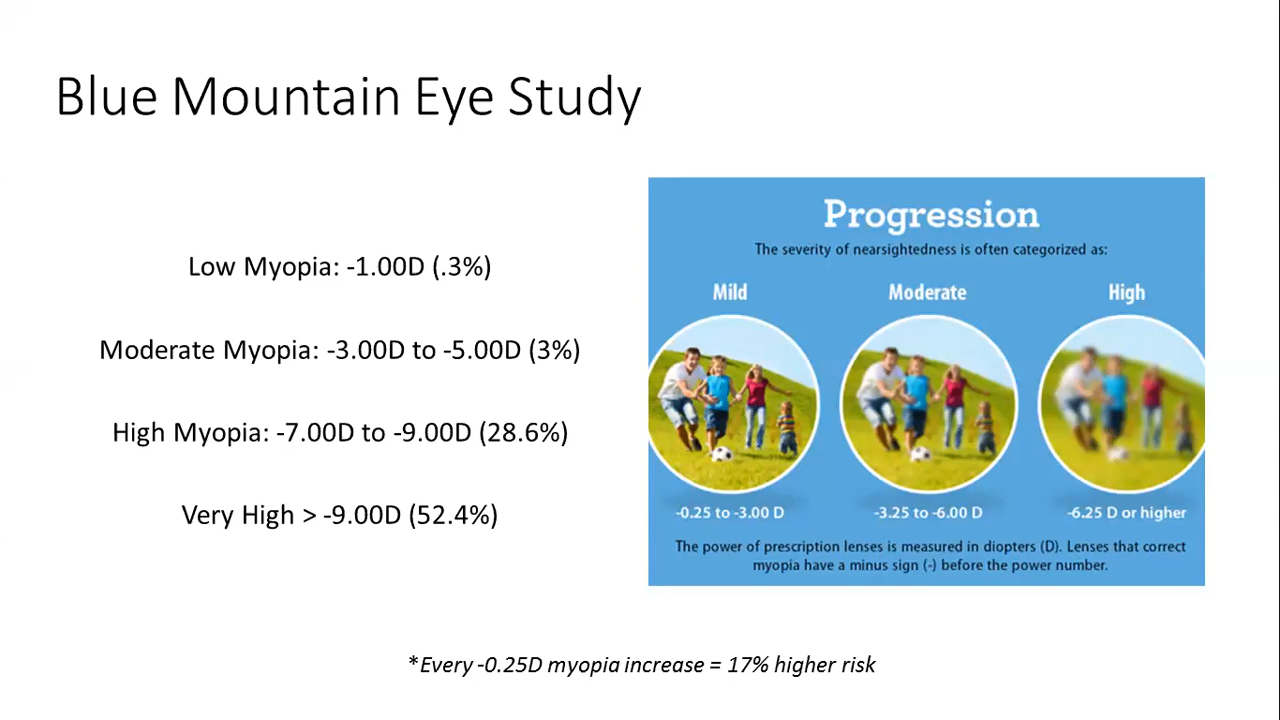 Blue Mountain Eye Study
Low Myopia: -1.00D (.3%)
Moderate Myopia: -3.00D to -5.00D (3%)
High Myopia: -7.00D to -9.00D (28.6%)
Very High > -9.00D (52.4%)
Progression
The severity of nearsightedness is often categorized as:
Mild
Moderate
High
-0.25 to -3.00 D
-3.25 to -6.00 D
-6.25 D or higher
The power of prescription lenses is measured in diopters (D). Lenses that correct
myopia have a minus sign (-) before the power number.
*Every -0.25D myopia increase = 17% higher risk